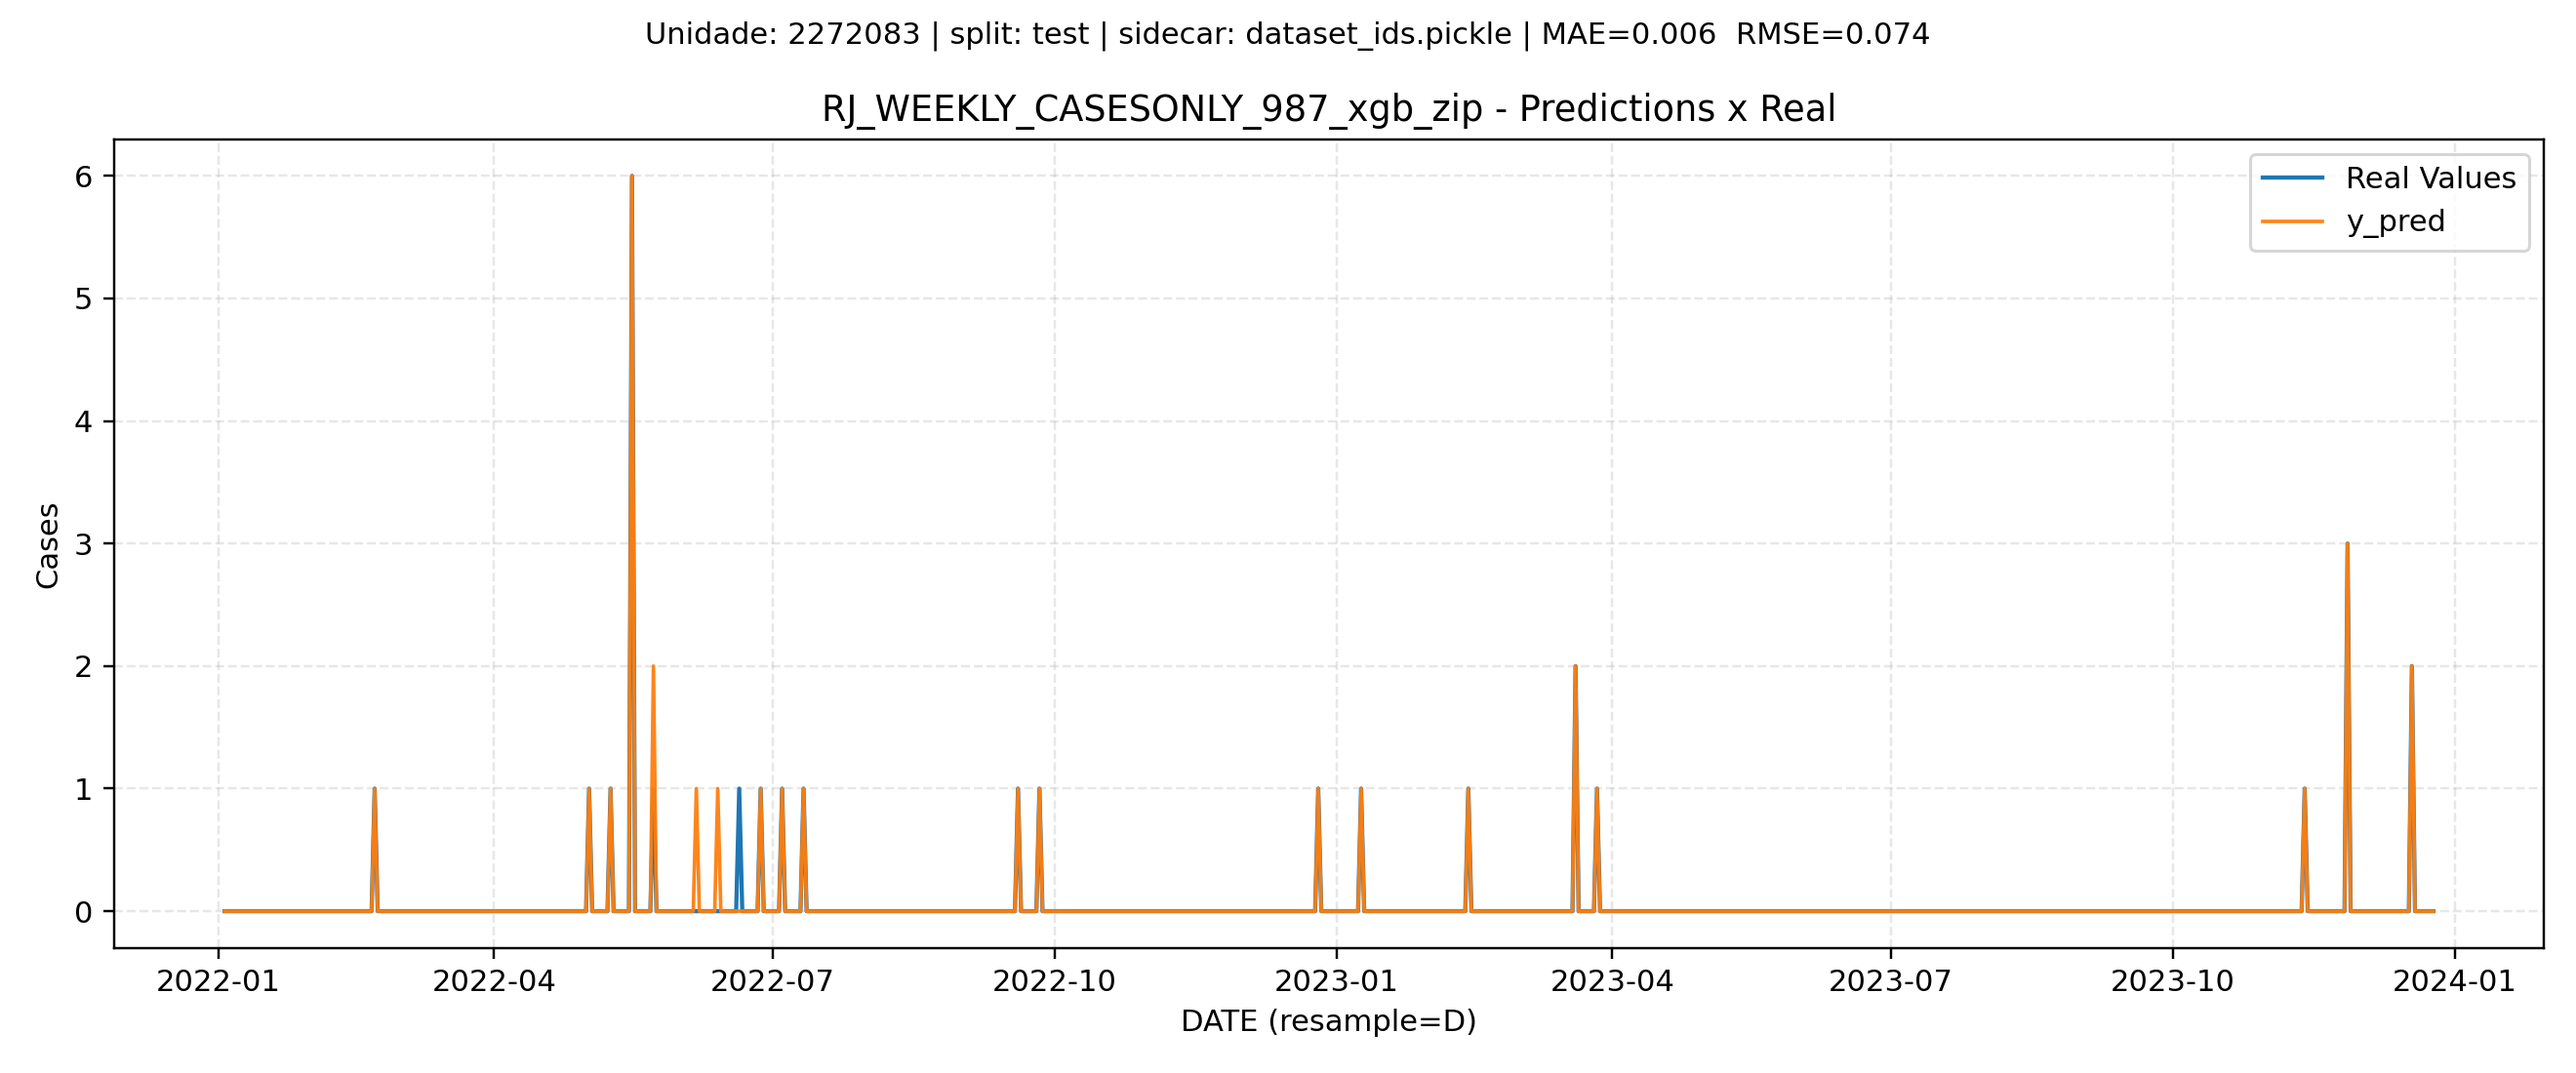 Unidade: 2272083 | split: test | sidecar: dataset_ids.pickle | MAE=0.006  RMSE=0.074
RJ_WEEKLY_CASESONLY_987_xgb_zip - Predictions x Real
Real Values
y_pred
Cases
6
5
4
3
2
1
0
2022-01
2022-04
2022-07
2022-10
2023-01
2023-04
2023-07
2023-10
2024-01
DATE (resample=D)